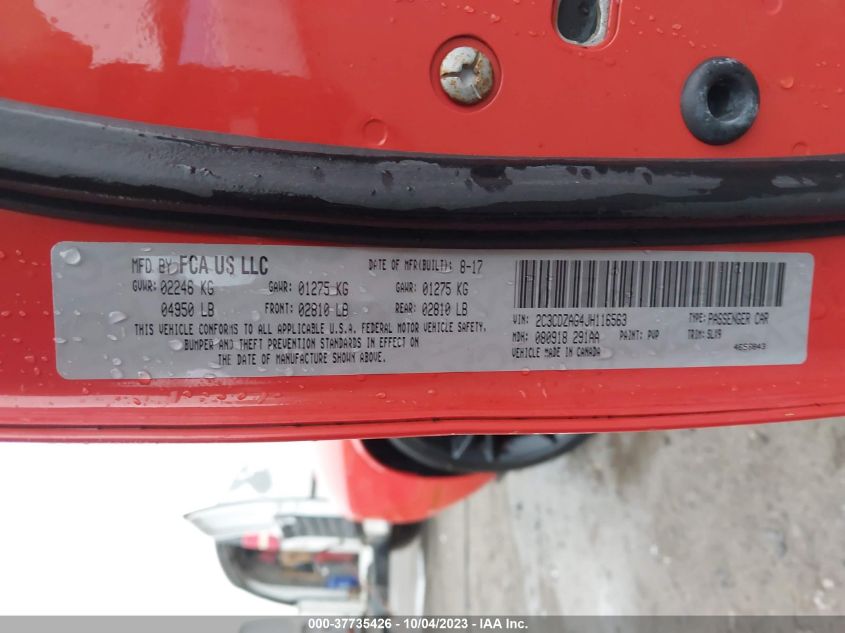 MFD BY FCA US LLC DATE OF MFR(BUILT): 8-17
GVWR: 02246 KG GAWR: 01275 KG GAWR: 01275 KG
04950 LB FRONT: 02810 LB REAR: 02810 LB
THIS VEHICLE CONFORMS TO ALL APPLICABLE U.S.A. FEDERAL MOTOR VEHICLE SAFETY,
BUMPER AND THEFT PREVENTION STANDARDS IN EFFECT ON
THE DATE OF MANUFACTURE SHOWN ABOVE.
VIN: 2C3CDZAG4JH116563 TYPE: PASSENGER CAR
MDH: 080918 291AA PAINT: PVP TRIM: SLX9
VEHICLE MADE IN CANADA
000-37735426 - 10/04/2023 - IAA Inc.